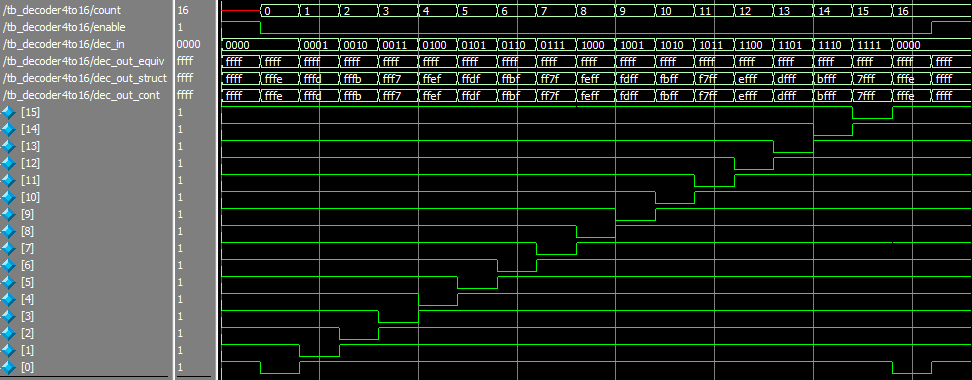 /tb_decoder4to16/count 16 0 1 2 3 4 5 6 7 8 9 10 11 12 13 14 15 16
/tb_decoder4to16/enable 1
/tb_decoder4to16/dec_in 0000 0000 0001 0010 0011 0100 0101 0110 0111 1000 1001 1010 1011 1100 1101 1110 1111 0000
/tb_decoder4to16/dec_out_equiv ffff ffff ffff ffff ffff ffff ffff ffff ffff ffff ffff ffff ffff ffff ffff ffff ffff ffff ffff ffff
/tb_decoder4to16/dec_out_struct ffff ffff fffe fffd fffb fff7 ffef ffdf ffbf ff7f feff fdff fbff f7ff efff dfff bfff 7fff fffe ffff
/tb_decoder4to16/dec_out_cont ffff ffff fffe fffd fffb fff7 ffef ffdf ffbf ff7f feff fdff fbff f7ff efff dfff bfff 7fff fffe ffff
[15] 1
[14] 1
[13] 1
[12] 1
[11] 1
[10] 1
[9] 1
[8] 1
[7] 1
[6] 1
[5] 1
[4] 1
[3] 1
[2] 1
[1] 1
[0] 1